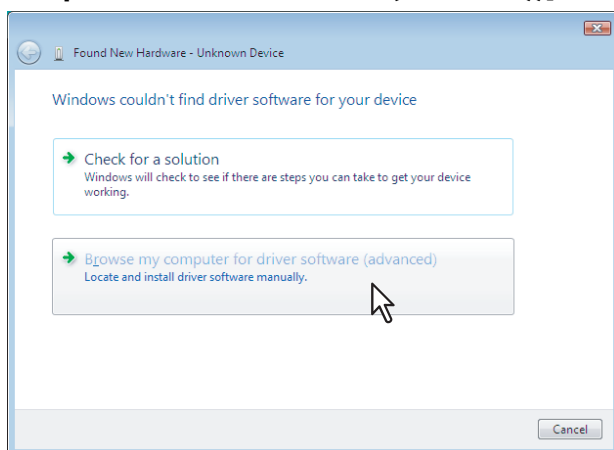 Found New Hardware - Unknown Device
Windows couldn't find driver software for your device
Check for a solution
Windows will check to see if there are steps you can take to get your device
working.
Browse my computer for driver software (advanced)
Locate and install driver software manually.
Cancel